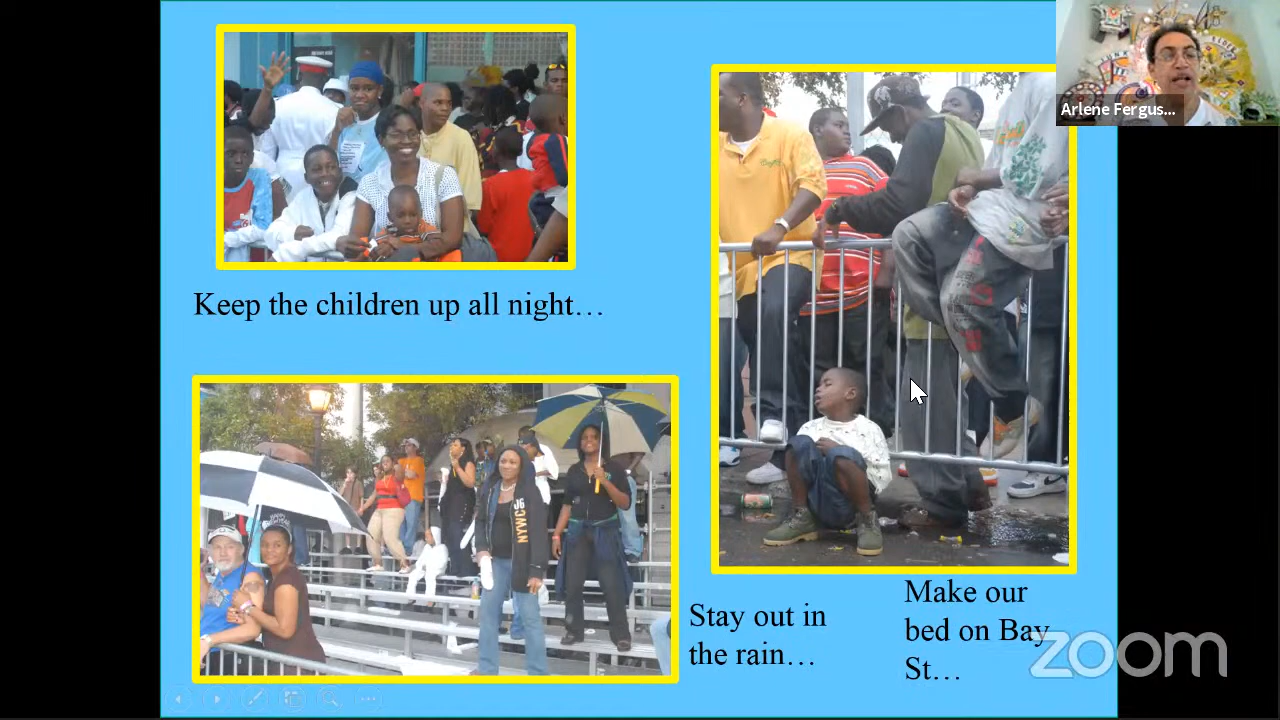 Keep the children up all night…
Stay out in
the rain…
Make our
bed on Bay
St…
Arlene Fergus...
zoom
NYWC